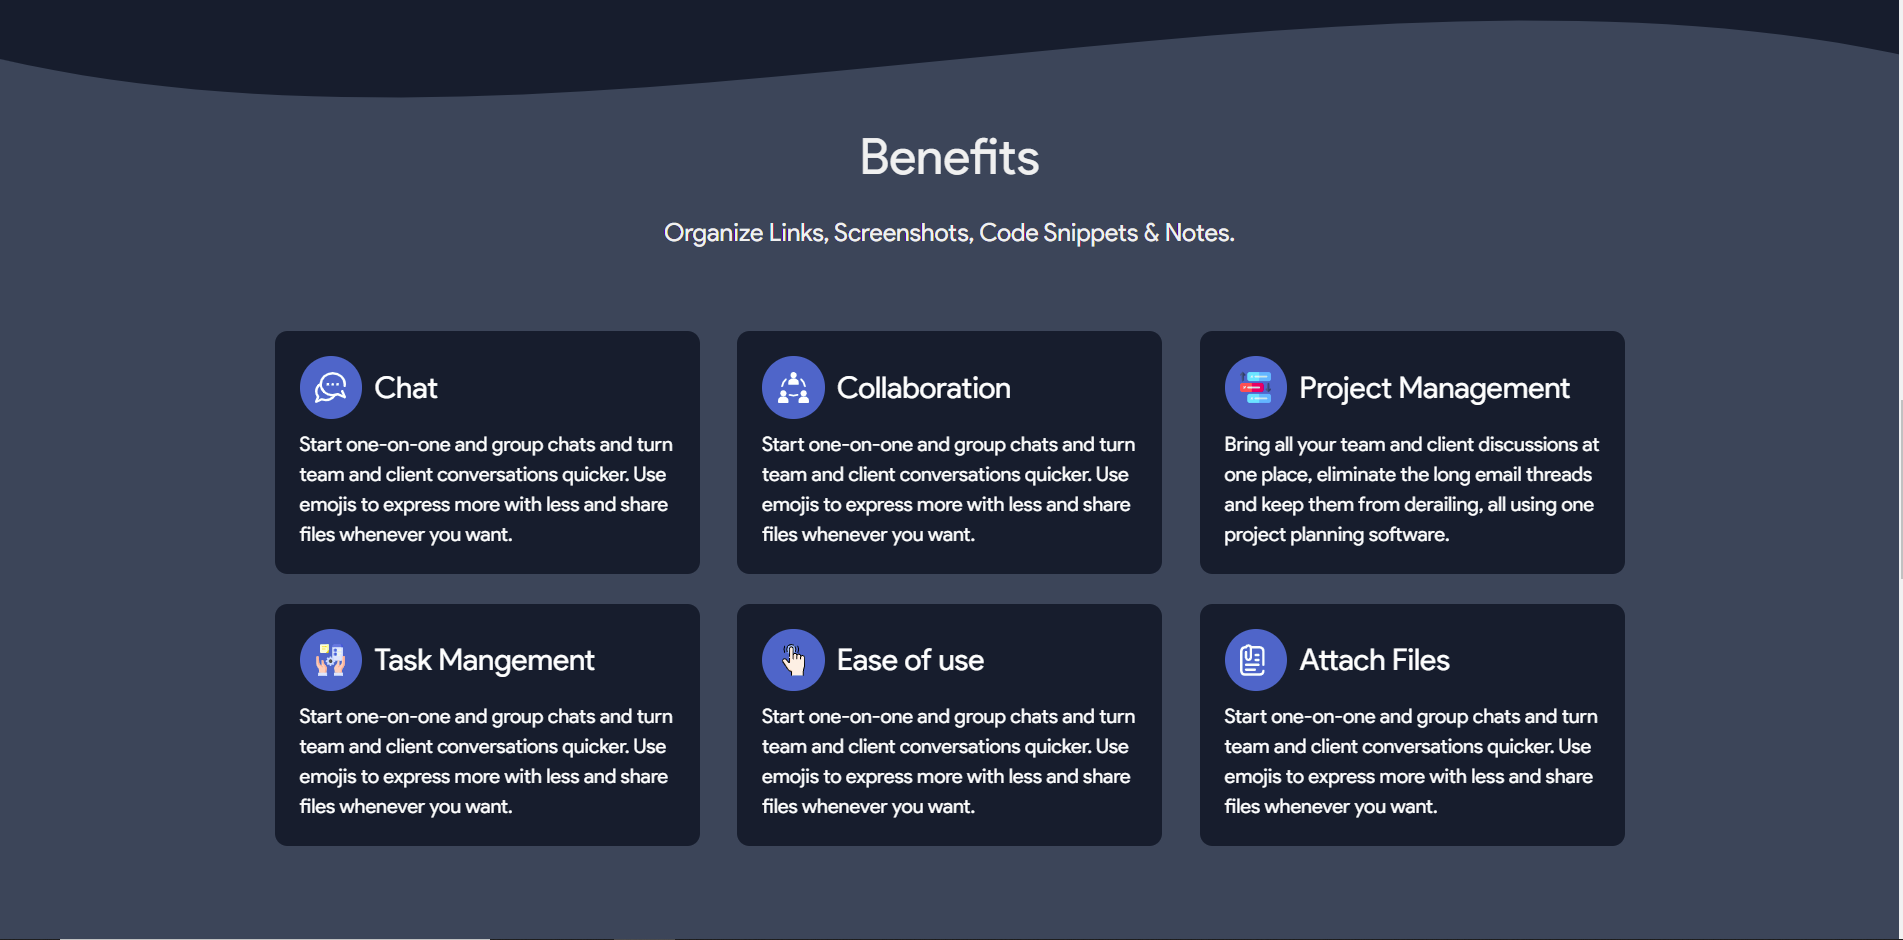 Benefits
Organize Links, Screenshots, Code Snippets & Notes.
Chat
Start one-on-one and group chats and turn
team and client conversations quicker. Use
emojis to express more with less and share
files whenever you want.
Collaboration
Start one-on-one and group chats and turn
team and client conversations quicker. Use
emojis to express more with less and share
files whenever you want.
Project Management
Bring all your team and client discussions at
one place, eliminate the long email threads
and keep them from derailing, all using one
project planning software.
Task Mangement
Start one-on-one and group chats and turn
team and client conversations quicker. Use
emojis to express more with less and share
files whenever you want.
Ease of use
Start one-on-one and group chats and turn
team and client conversations quicker. Use
emojis to express more with less and share
files whenever you want.
Attach Files
Start one-on-one and group chats and turn
team and client conversations quicker. Use
emojis to express more with less and share
files whenever you want.